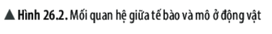 ▲ Hình 26.2. Mối quan hệ giữa tế bào và mô ở động vật